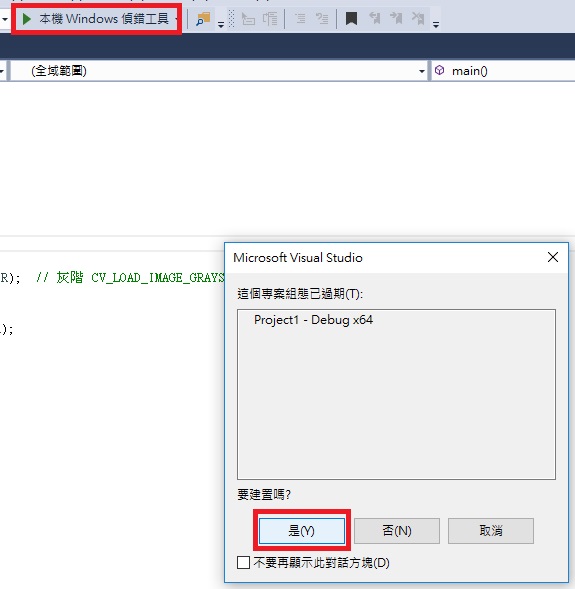 本機 Windows 偵錯工具
(全域範圍)
main()
R); // 灰階 CV_LOAD_IMAGE_GRAYS
);
Microsoft Visual Studio
這個專案組態已過期(T):
Project1 - Debug x64
要建置嗎?
是(Y)
否(N)
取消
不要再顯示此對話方塊(D)